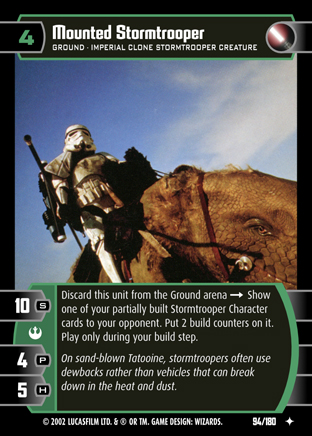 4 Mounted Stormtrooper
GROUND · IMPERIAL CLONE STORMTROOPER CREATURE
Discard this unit from the Ground arena → Show
one of your partially built Stormtrooper Character
cards to your opponent. Put 2 build counters on it.
Play only during your build step.
10 S
4 P
5 H
On sand-blown Tatooine, stormtroopers often use
dewbacks rather than vehicles that can break
down in the heat and dust.
© 2002 LUCASFILM LTD. & ® OR TM. GAME DESIGN: WIZARDS. 94/180